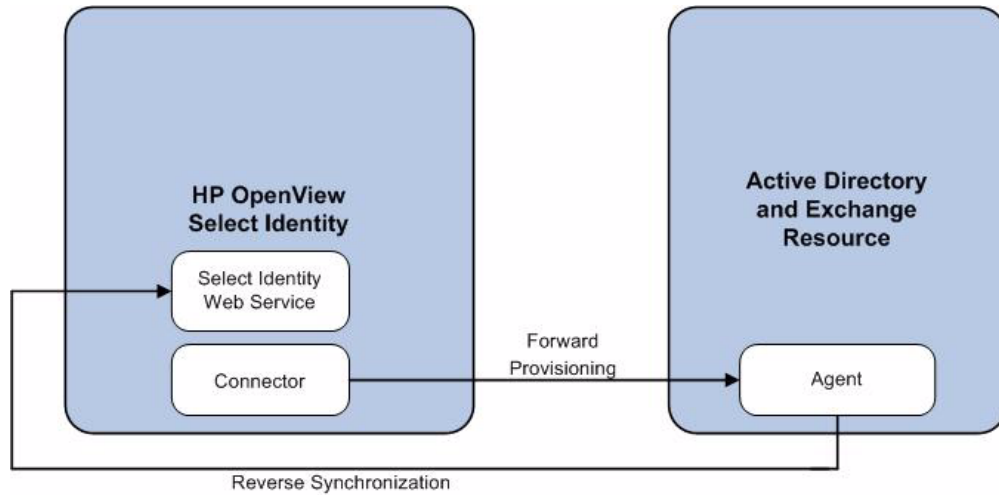 HP OpenView
Select Identity
Select Identity
Web Service
Connector
Forward
Provisioning
Active Directory
and Exchange
Resource
Agent
Reverse Synchronization